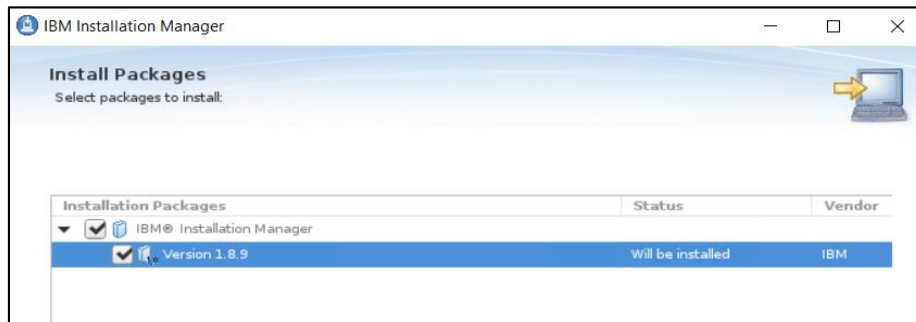 IBM Installation Manager
Install Packages
Select packages to install:
Installation Packages Status Vendor
IBM® Installation Manager
Version 1.8.9 Will be installed IBM